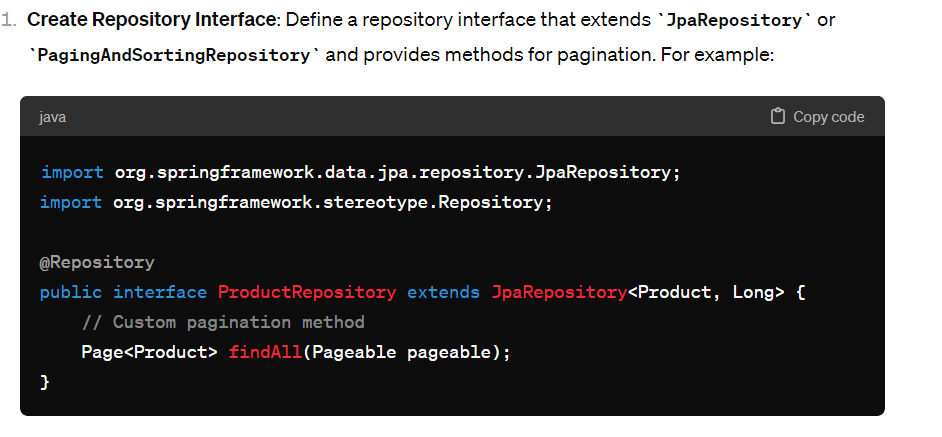 1. Create Repository Interface: Define a repository interface that extends `JpaRepository` or
`PagingAndSortingRepository` and provides methods for pagination. For example:
java
Copy code
import org.springframework.data.jpa.repository.JpaRepository;
import org.springframework.stereotype.Repository;
@Repository
public interface ProductRepository extends JpaRepository<Product, Long> {
    // Custom pagination method
    Page<Product> findAll(Pageable pageable);
}